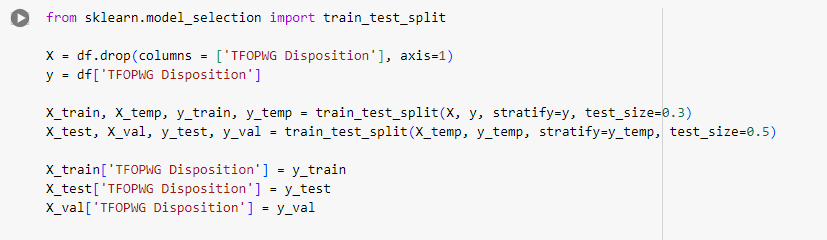 from sklearn.model_selection import train_test_split
X = df.drop(columns = ['TFOPWG Disposition'], axis=1)
y = df['TFOPWG Disposition']
X_train, X_temp, y_train, y_temp = train_test_split(X, y, stratify=y, test_size=0.3)
X_test, X_val, y_test, y_val = train_test_split(X_temp, y_temp, stratify=y_temp, test_size=0.5)
X_train['TFOPWG Disposition'] = y_train
X_test['TFOPWG Disposition'] = y_test
X_val['TFOPWG Disposition'] = y_val